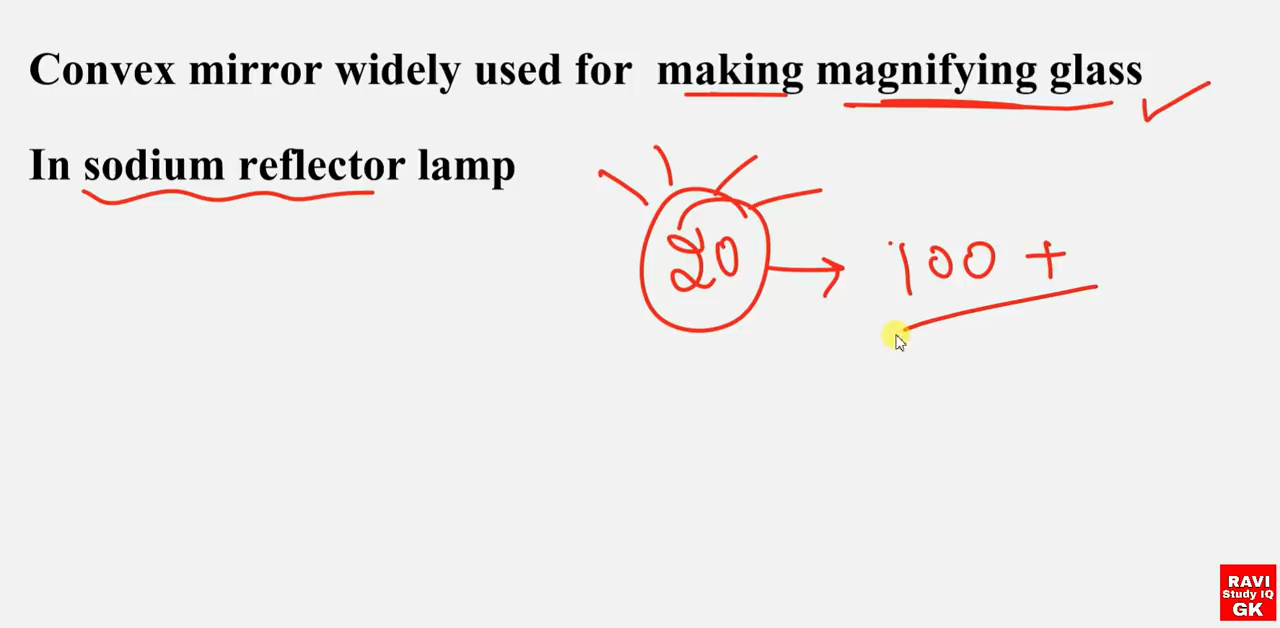 Convex mirror widely used for making magnifying glass
In sodium reflector lamp
20
100 +
RAVI
Study IQ
GK